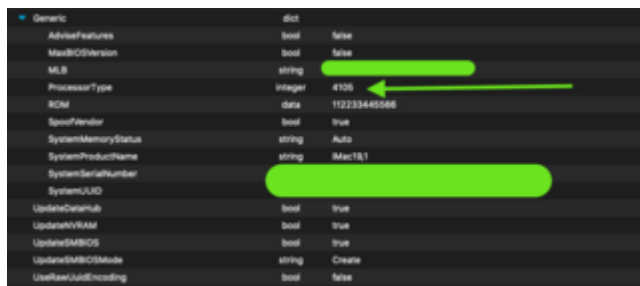 Generic dict
AdviseFeatures bool false
MaxBIOSVersion bool false
MLB string
ProcessorType integer 4105
ROM data 112233445566
SpoofVendor bool true
SystemMemoryStatus string Auto
SystemProductName string iMac19,1
SystemSerialNumber
SystemUUID
UpdateDataHub bool true
UpdateNVRAM bool true
UpdateSMBIOS bool true
UpdateSMBIOSMode string Create
UseRawUuidEncoding bool false